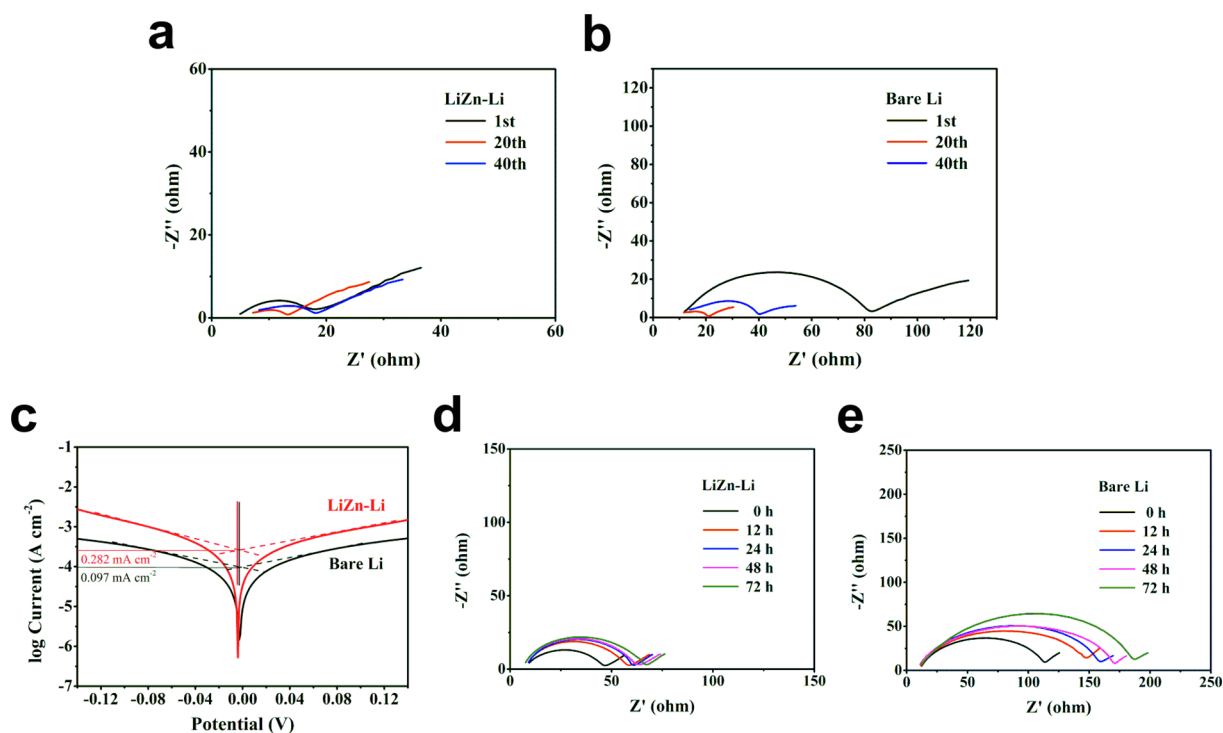 a
60
40
20
0
0
20
40
60
-Z'' (ohm)
Z' (ohm)
LiZn-Li
1st
20th
40th
b
120
100
80
60
40
20
0
0
20
40
60
80
100
120
-Z'' (ohm)
Z' (ohm)
Bare Li
1st
20th
40th
c
-1
-2
-3
-4
-5
-6
-7
-0.12
-0.08
-0.04
0.00
0.04
0.08
0.12
log Current (A cm⁻²)
Potential (V)
LiZn-Li
Bare Li
0.282 mA cm⁻²
0.097 mA cm⁻²
d
150
100
50
0
0
50
100
150
-Z'' (ohm)
Z' (ohm)
LiZn-Li
0 h
12 h
24 h
48 h
72 h
e
250
200
150
100
50
0
0
50
100
150
200
250
-Z'' (ohm)
Z' (ohm)
Bare Li
0 h
12 h
24 h
48 h
72 h